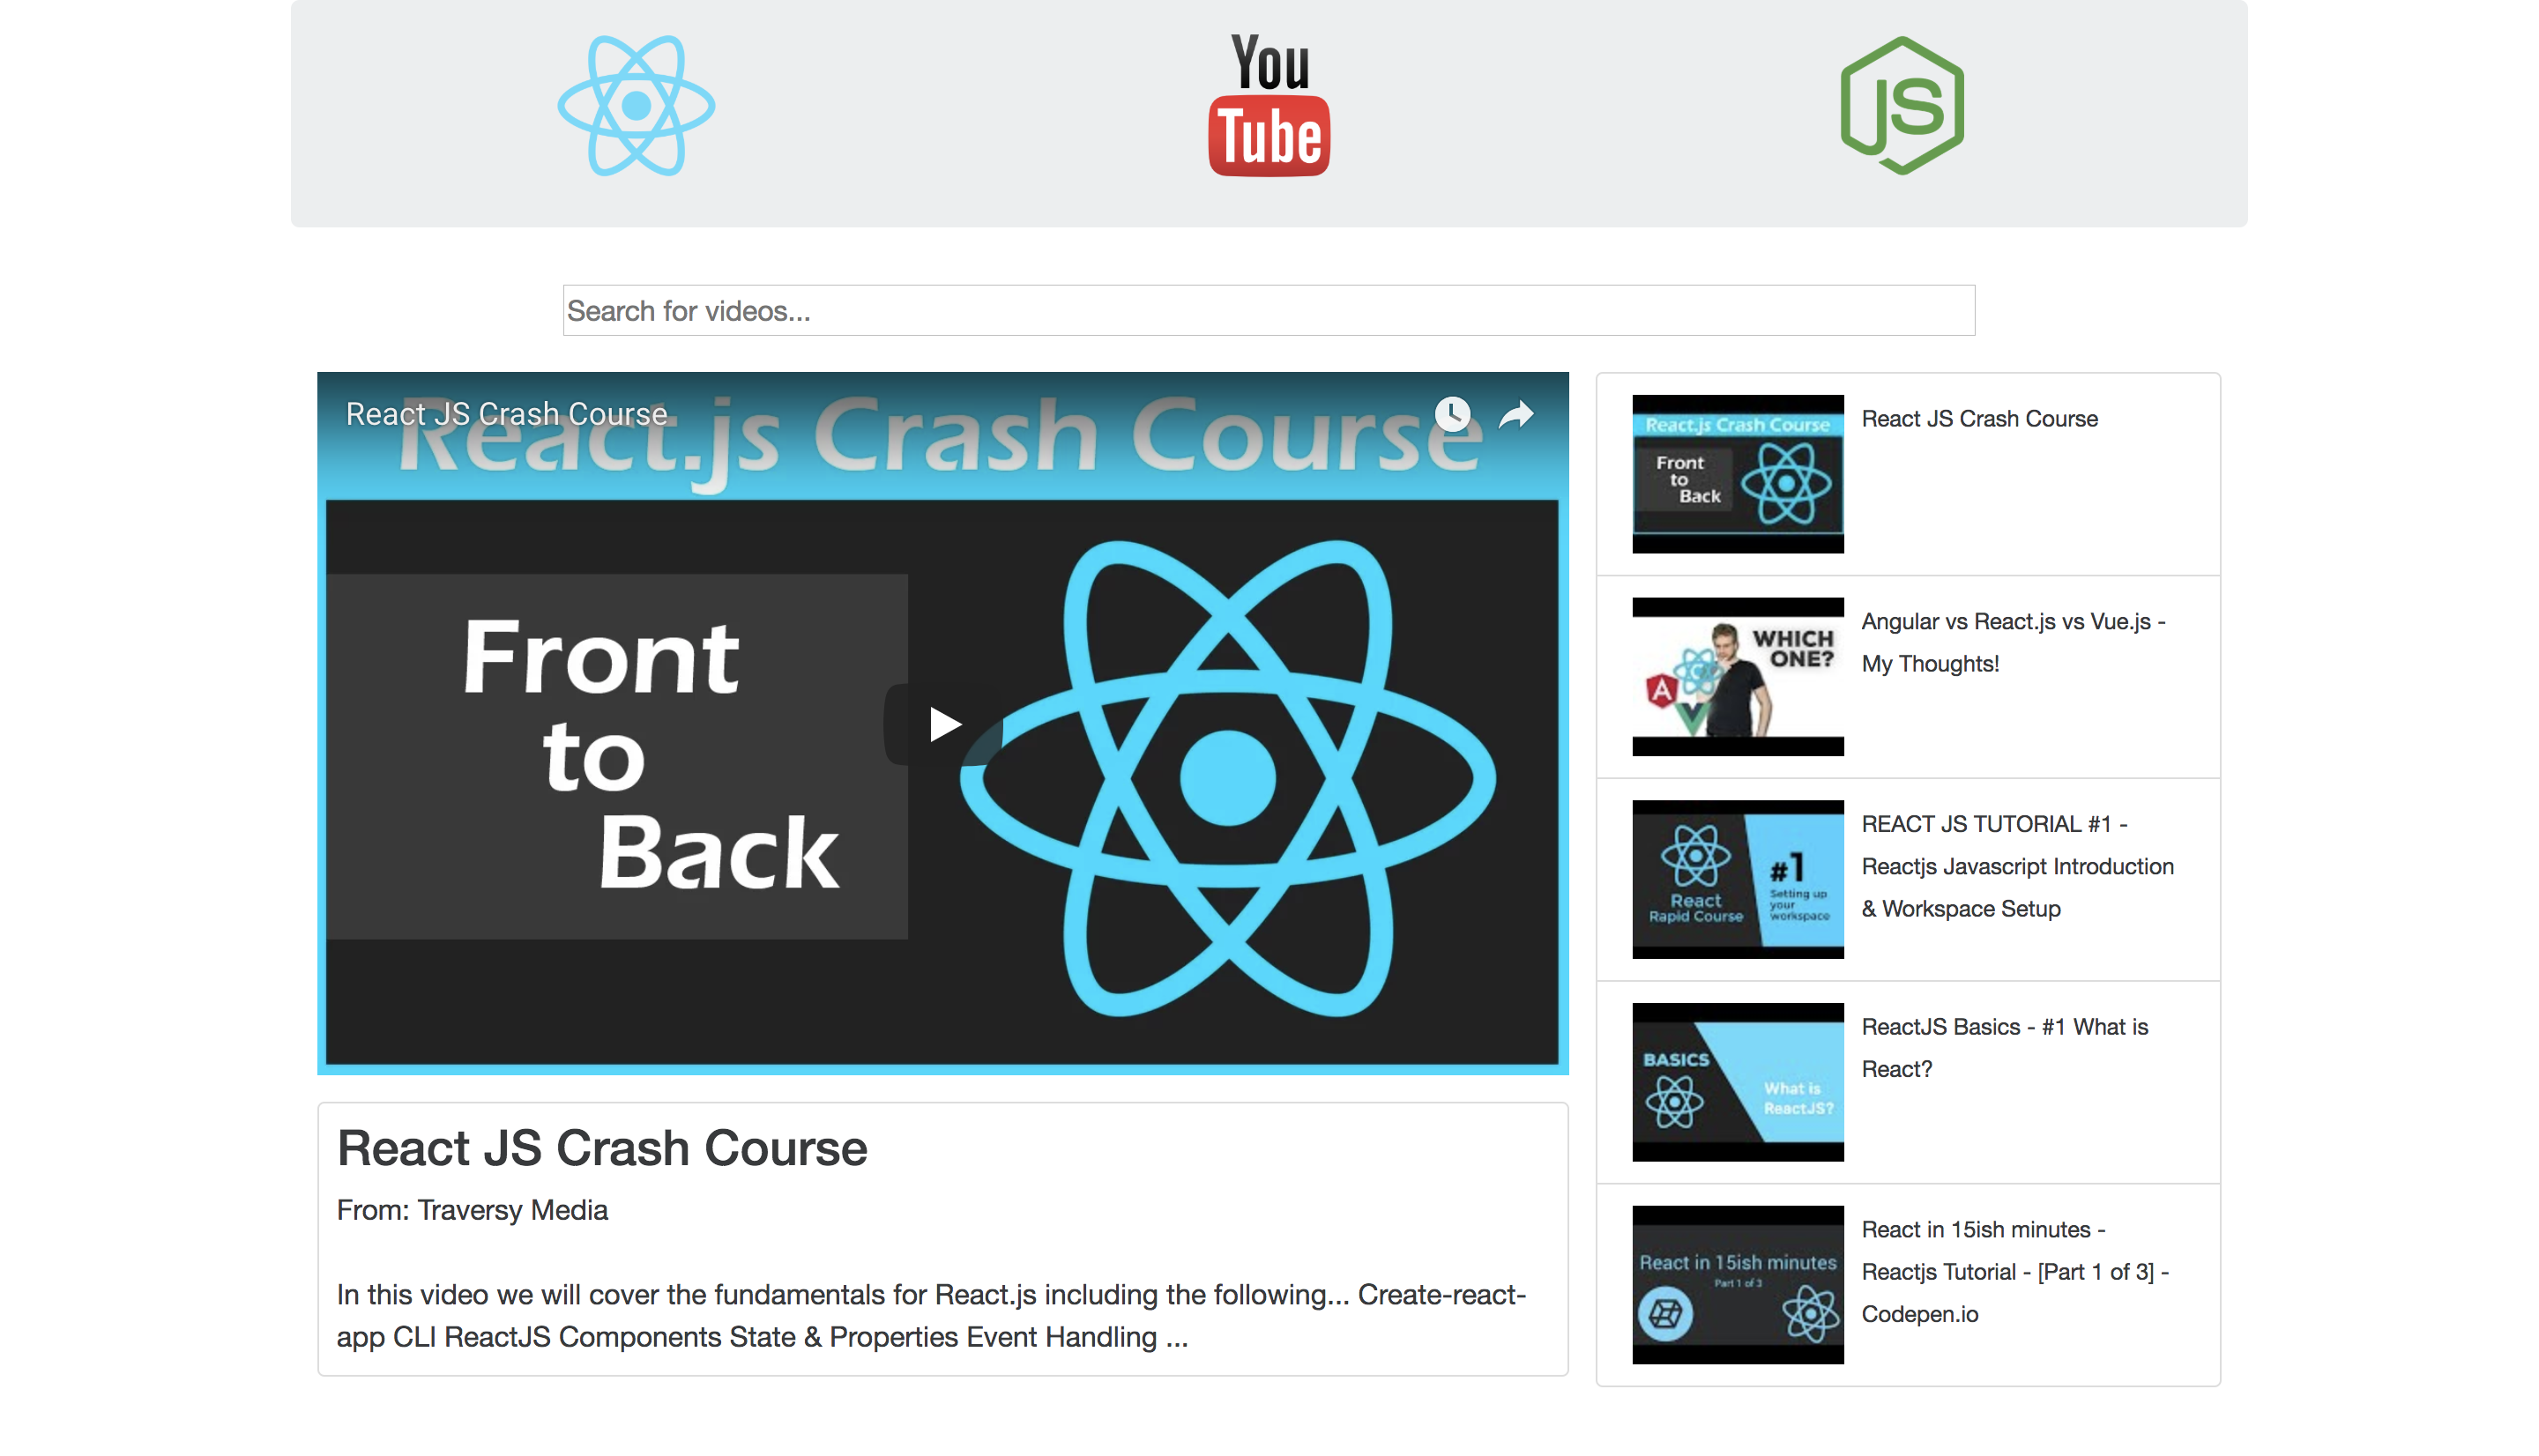 You
Tube
JS
Search for videos...
React JS Crash Course
React.js Crash Course
Front
to
Back
React JS Crash Course
From: Traversy Media
In this video we will cover the fundamentals for React.js including the following... Create-react-
app CLI ReactJS Components State & Properties Event Handling ...
React.js Crash Course
Front
to
Back
React JS Crash Course
WHICH
ONE?
A
Angular vs React.js vs Vue.js -
My Thoughts!
React
Rapid Course
#1
Setting up
your
workspace
REACT JS TUTORIAL #1 -
Reactjs Javascript Introduction
& Workspace Setup
BASICS
What is
ReactJS?
ReactJS Basics - #1 What is
React?
React in 15ish minutes
Part 1 of 3
React in 15ish minutes -
Reactjs Tutorial - [Part 1 of 3] -
Codepen.io